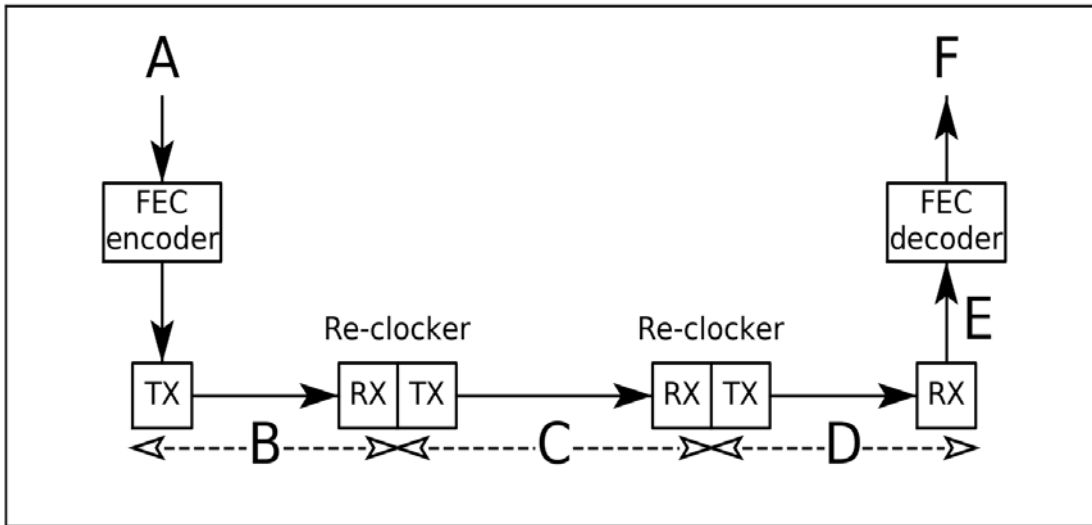 A
F
FEC
encoder
FEC
decoder
E
Re-clocker
Re-clocker
TX
RX
TX
RX
TX
RX
B
C
D